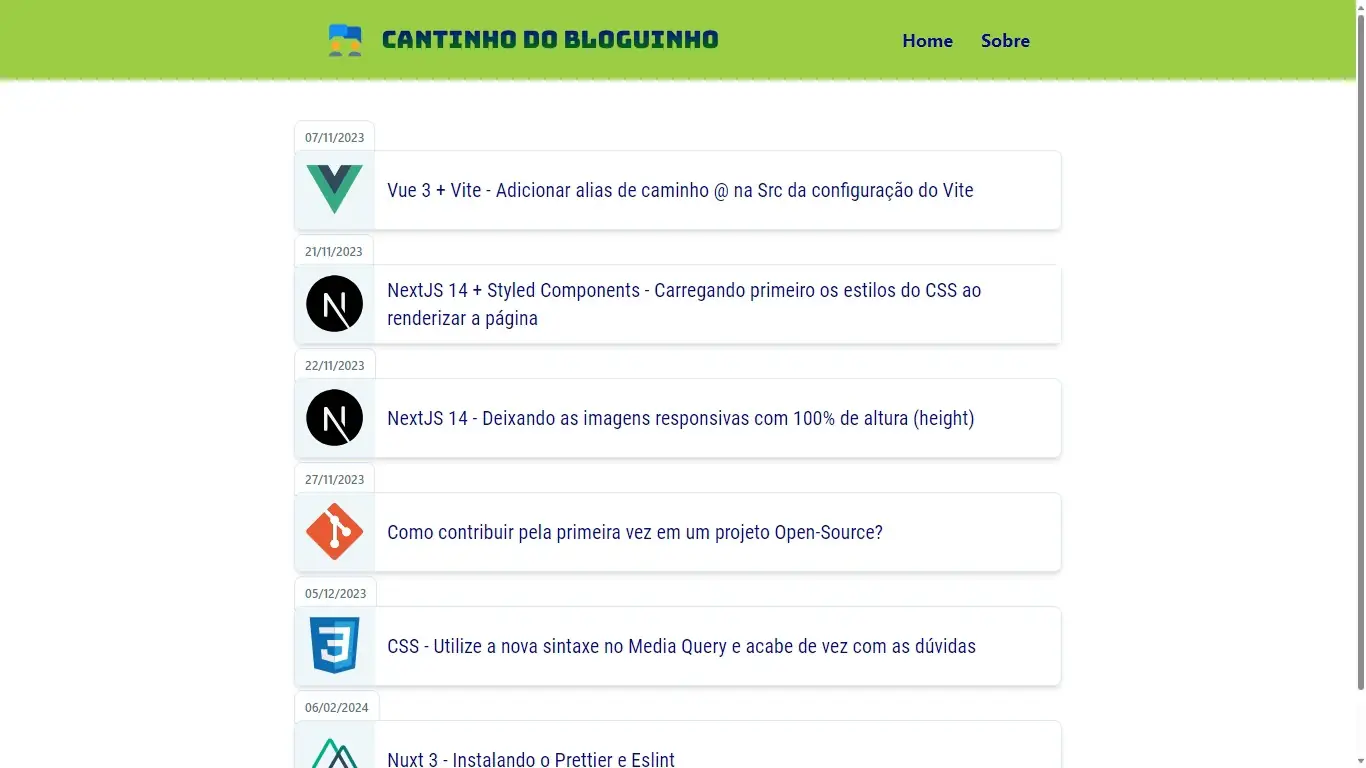 CANTINHO DO BLOGUINHO
Home
Sobre
07/11/2023
Vue 3 + Vite - Adicionar alias de caminho @ na Src da configuração do Vite
21/11/2023
NextJS 14 + Styled Components - Carregando primeiro os estilos do CSS ao
renderizar a página
22/11/2023
NextJS 14 - Deixando as imagens responsivas com 100% de altura (height)
27/11/2023
Como contribuir pela primeira vez em um projeto Open-Source?
05/12/2023
CSS - Utilize a nova sintaxe no Media Query e acabe de vez com as dúvidas
06/02/2024
Nuxt 3 - Instalando o Prettier e Eslint